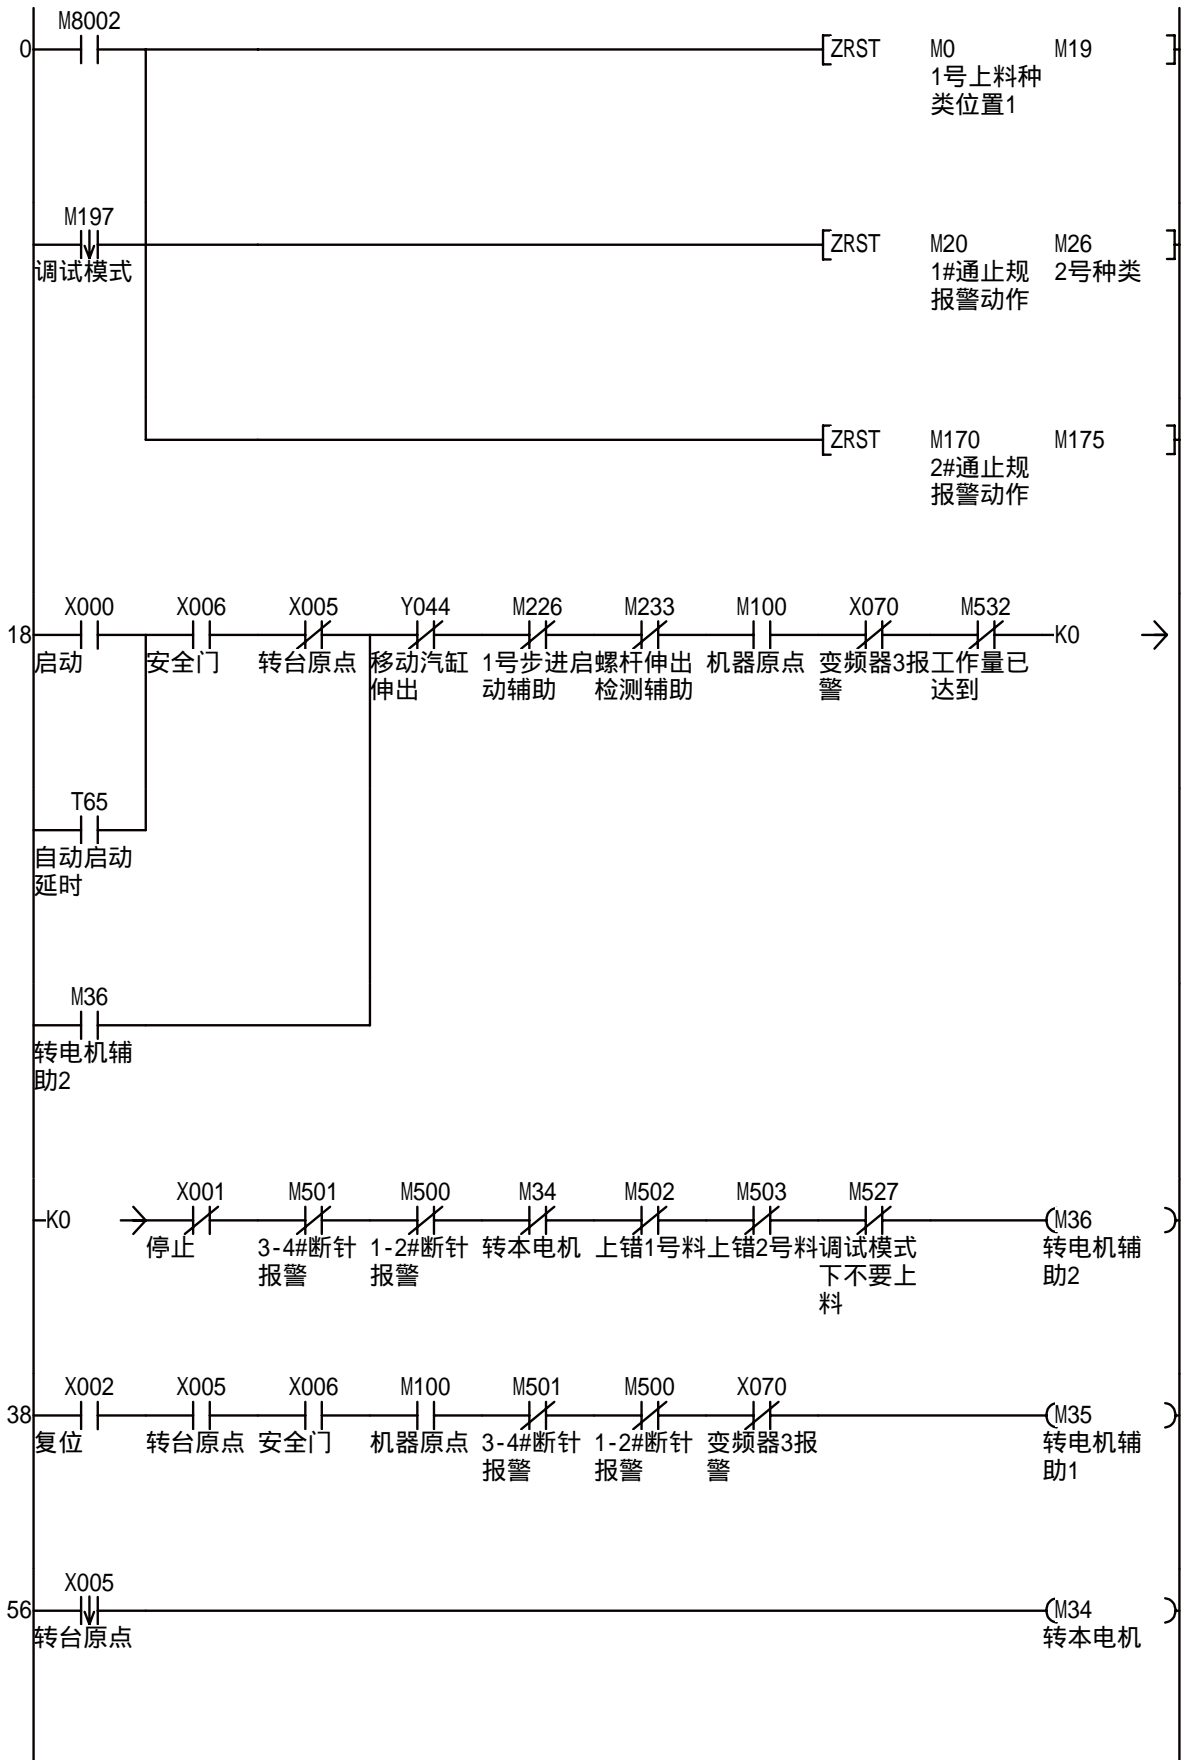 M8002
0 [ZRST M0 M19 ]
1号上料种
类位置1
M197
[ZRST M20 M26 ]
调试模式 1#通止规 2号种类
报警动作
[ZRST M170 M175 ]
2#通止规
报警动作
X000 X006 X005 Y044 M226 M233 M100 X070 M532
18 K0
启动 安全门 转台原点 移动汽缸 1号步进启 螺杆伸出 机器原点 变频器3报 工作量已
伸出 动辅助 检测辅助 警 达到
T65
自动启动
延时
M36
转电机辅
助2
X001 M501 M500 M34 M502 M503 M527
K0 (M36 )
停止 3-4#断针 1-2#断针 转本电机 上错1号料 上错2号料 调试模式 转电机辅
报警 报警 下不要上 助2
料
X002 X005 X006 M100 M501 M500 X070
38 (M35 )
复位 转台原点 安全门 机器原点 3-4#断针 1-2#断针 变频器3报 转电机辅
报警 报警 警 助1
X005
56 (M34 )
转台原点 转本电机